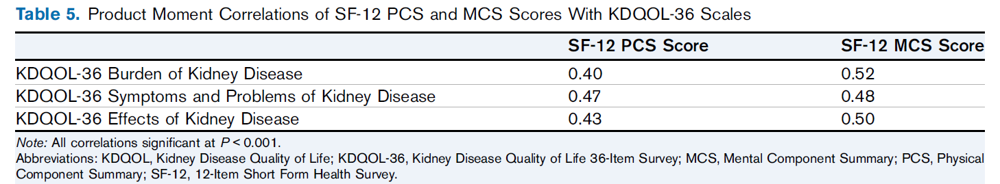 Table 5. Product Moment Correlations of SF-12 PCS and MCS Scores With KDQOL-36 Scales
SF-12 PCS Score SF-12 MCS Score
KDQOL-36 Burden of Kidney Disease 0.40 0.52
KDQOL-36 Symptoms and Problems of Kidney Disease 0.47 0.48
KDQOL-36 Effects of Kidney Disease 0.43 0.50
Note: All correlations significant at P < 0.001.
Abbreviations: KDQOL, Kidney Disease Quality of Life; KDQOL-36, Kidney Disease Quality of Life 36-Item Survey; MCS, Mental Component Summary; PCS, Physical
Component Summary; SF-12, 12-Item Short Form Health Survey.